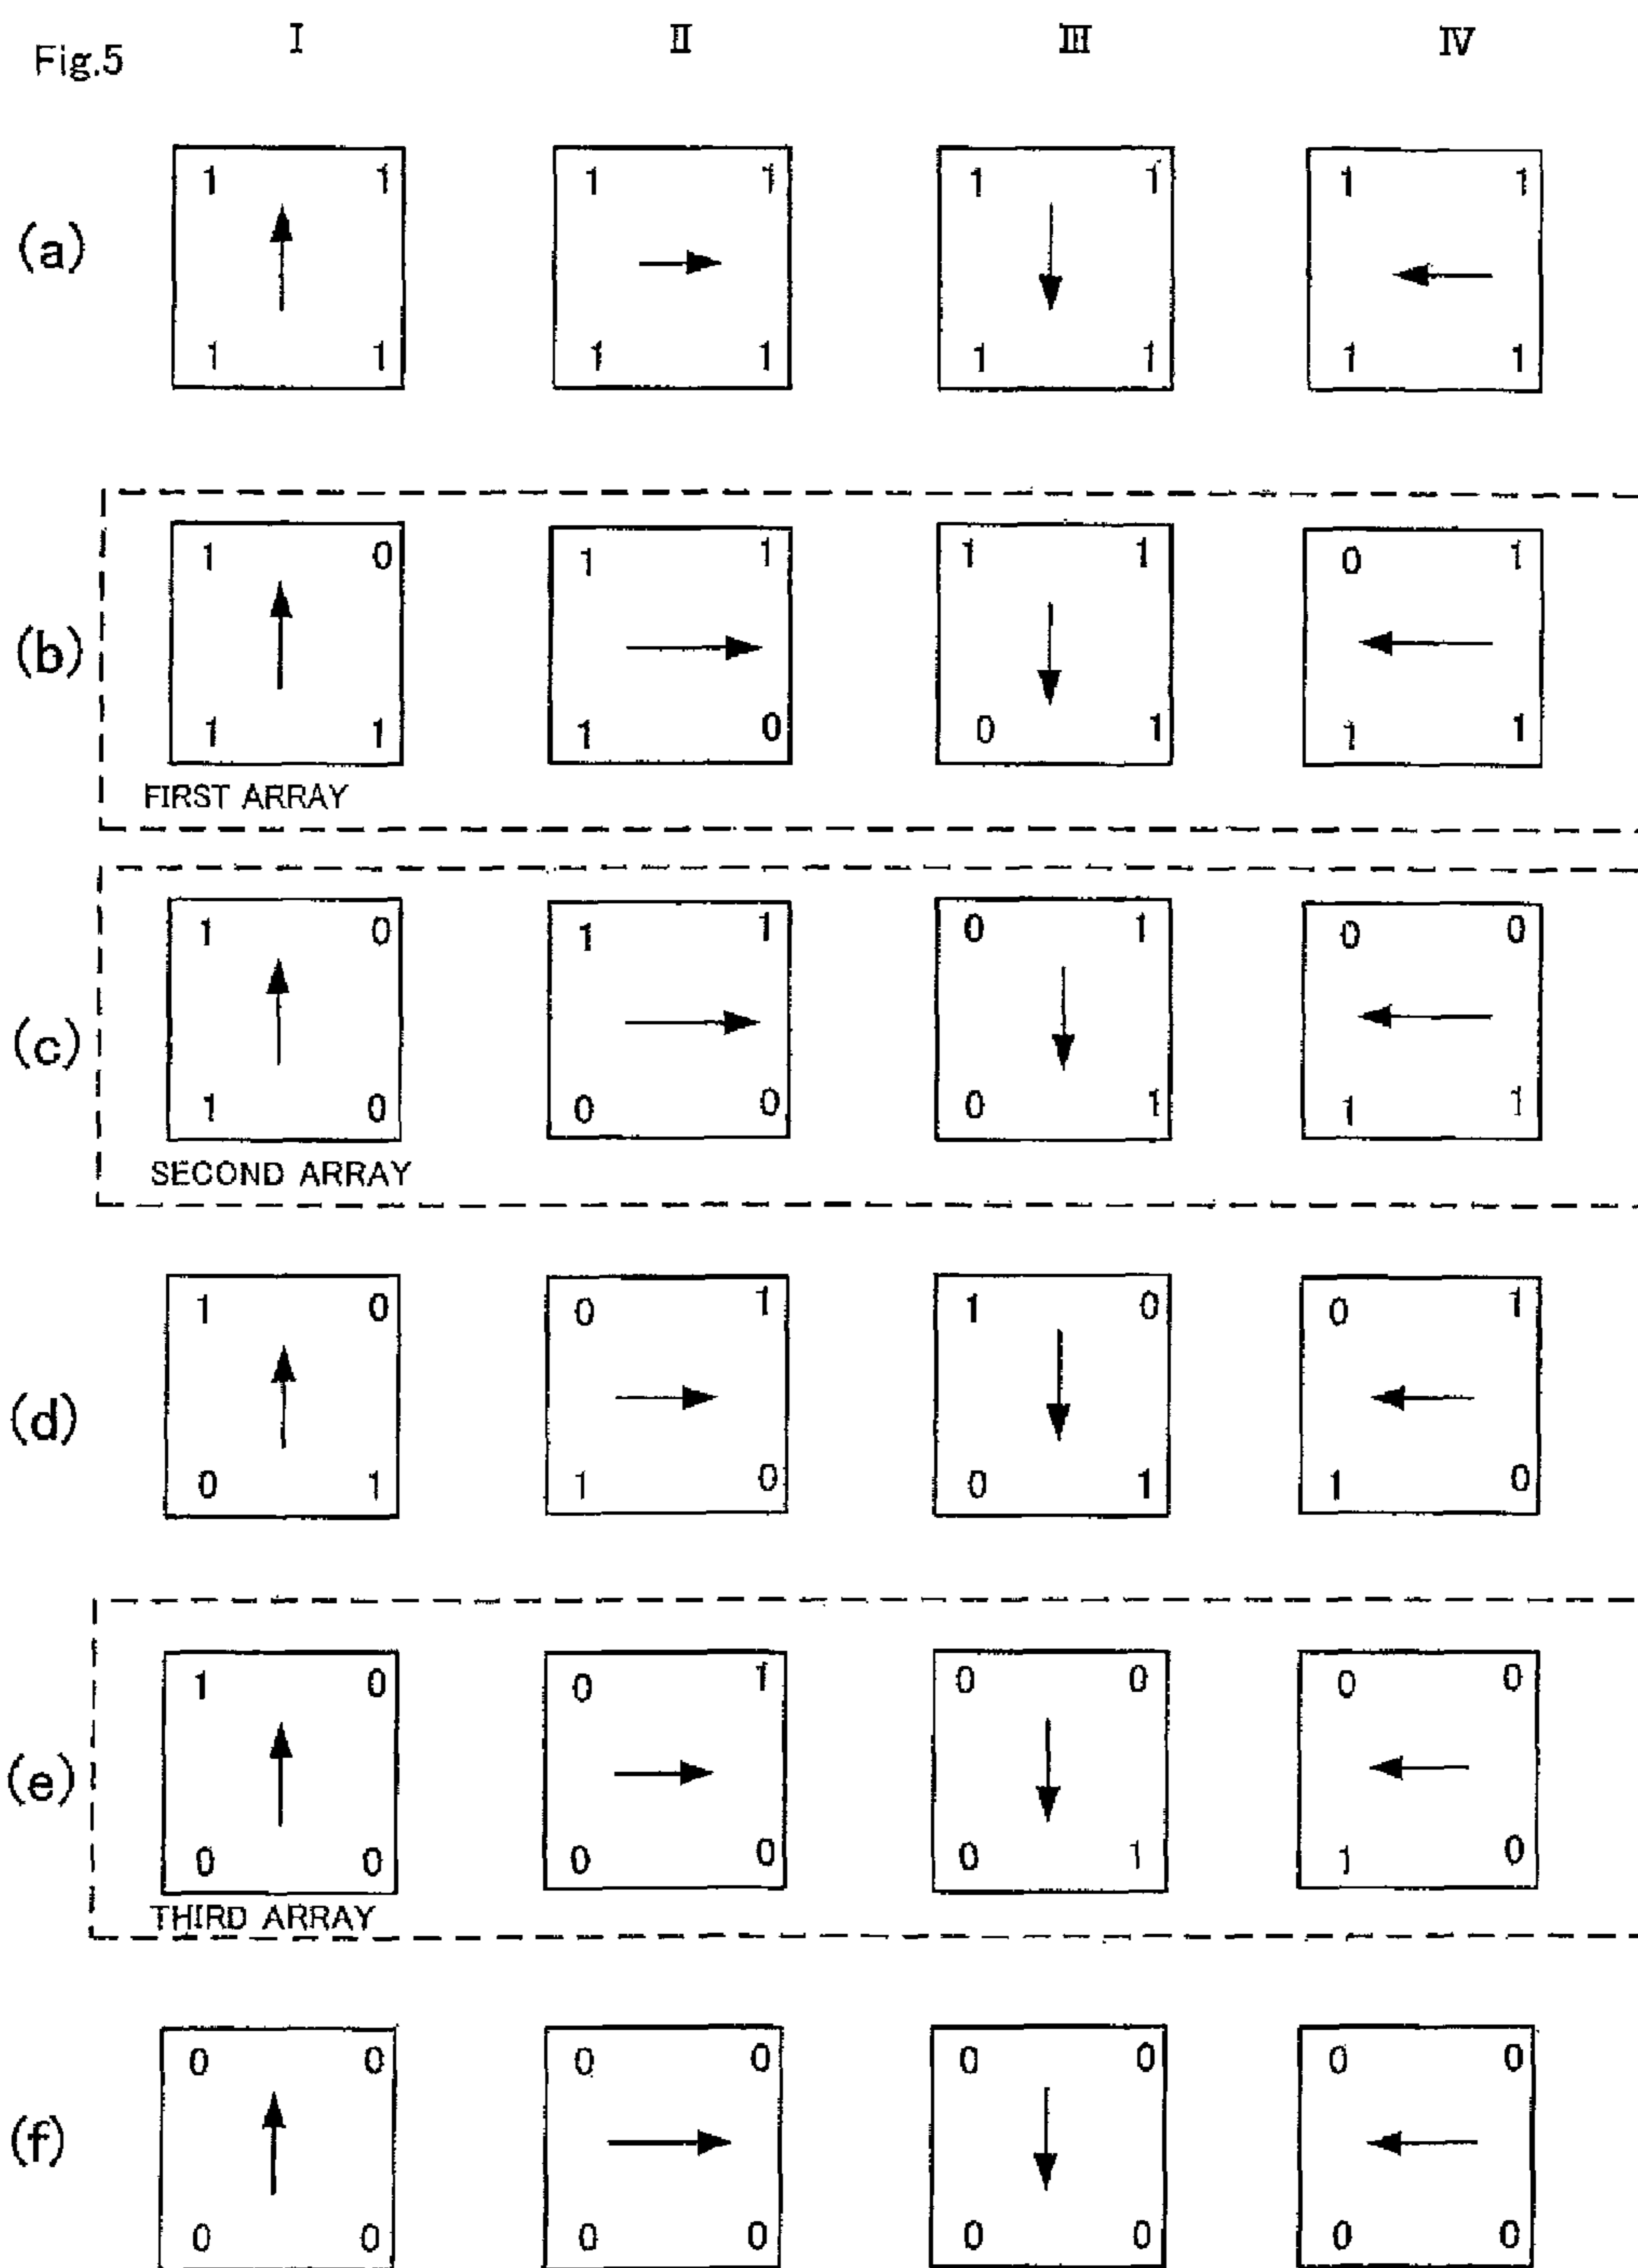 Fig.5 Ⅰ Ⅱ Ⅲ Ⅳ
1 1 1 1 1 1 1 1
(a)
1 1 1 1 1 1 1 1
1 0 1 1 1 1 0 1
(b)
1 1 1 0 0 1 1 1
FIRST ARRAY
1 0 1 1 0 1 0 0
(c)
1 0 0 0 0 1 1 1
SECOND ARRAY
1 0 0 1 1 0 0 1
(d)
0 1 1 0 0 1 1 0
1 0 0 1 0 0 0 0
(e)
0 0 0 0 0 1 1 0
THIRD ARRAY
0 0 0 0 0 0 0 0
(f)
0 0 0 0 0 0 0 0